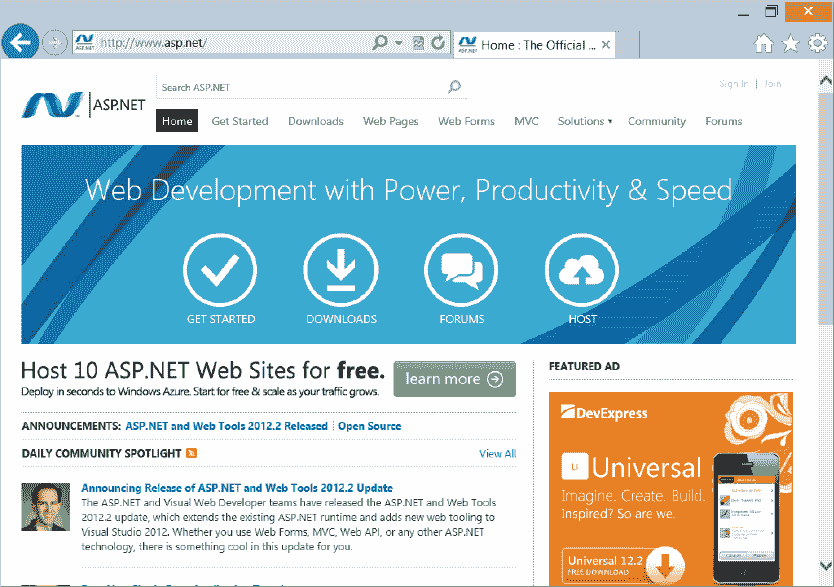 http://www.asp.net/
Home : The Official ...
ASP.NET
Search ASP.NET
Sign In | Join
Home Get Started Downloads Web Pages Web Forms MVC Solutions Community Forums
Web Development with Power, Productivity & Speed
GET STARTED DOWNLOADS FORUMS HOST
Host 10 ASP.NET Web Sites for free.
Deploy in seconds to Windows Azure. Start for free & scale as your traffic grows.
learn more
ANNOUNCEMENTS: ASP.NET and Web Tools 2012.2 Released | Open Source
DAILY COMMUNITY SPOTLIGHT View All
Announcing Release of ASP.NET and Web Tools 2012.2 Update
The ASP.NET and Visual Web Developer teams have released the ASP.NET and Web Tools
2012.2 update, which extends the existing ASP.NET runtime and adds new web tooling to
Visual Studio 2012. Whether you use Web Forms, MVC, Web API, or any other ASP.NET
technology, there is something cool in this update for you.
FEATURED AD
DevExpress
U Universal
Imagine. Create. Build.
Inspired? So are we.
Universal 12.2
FREE DOWNLOAD